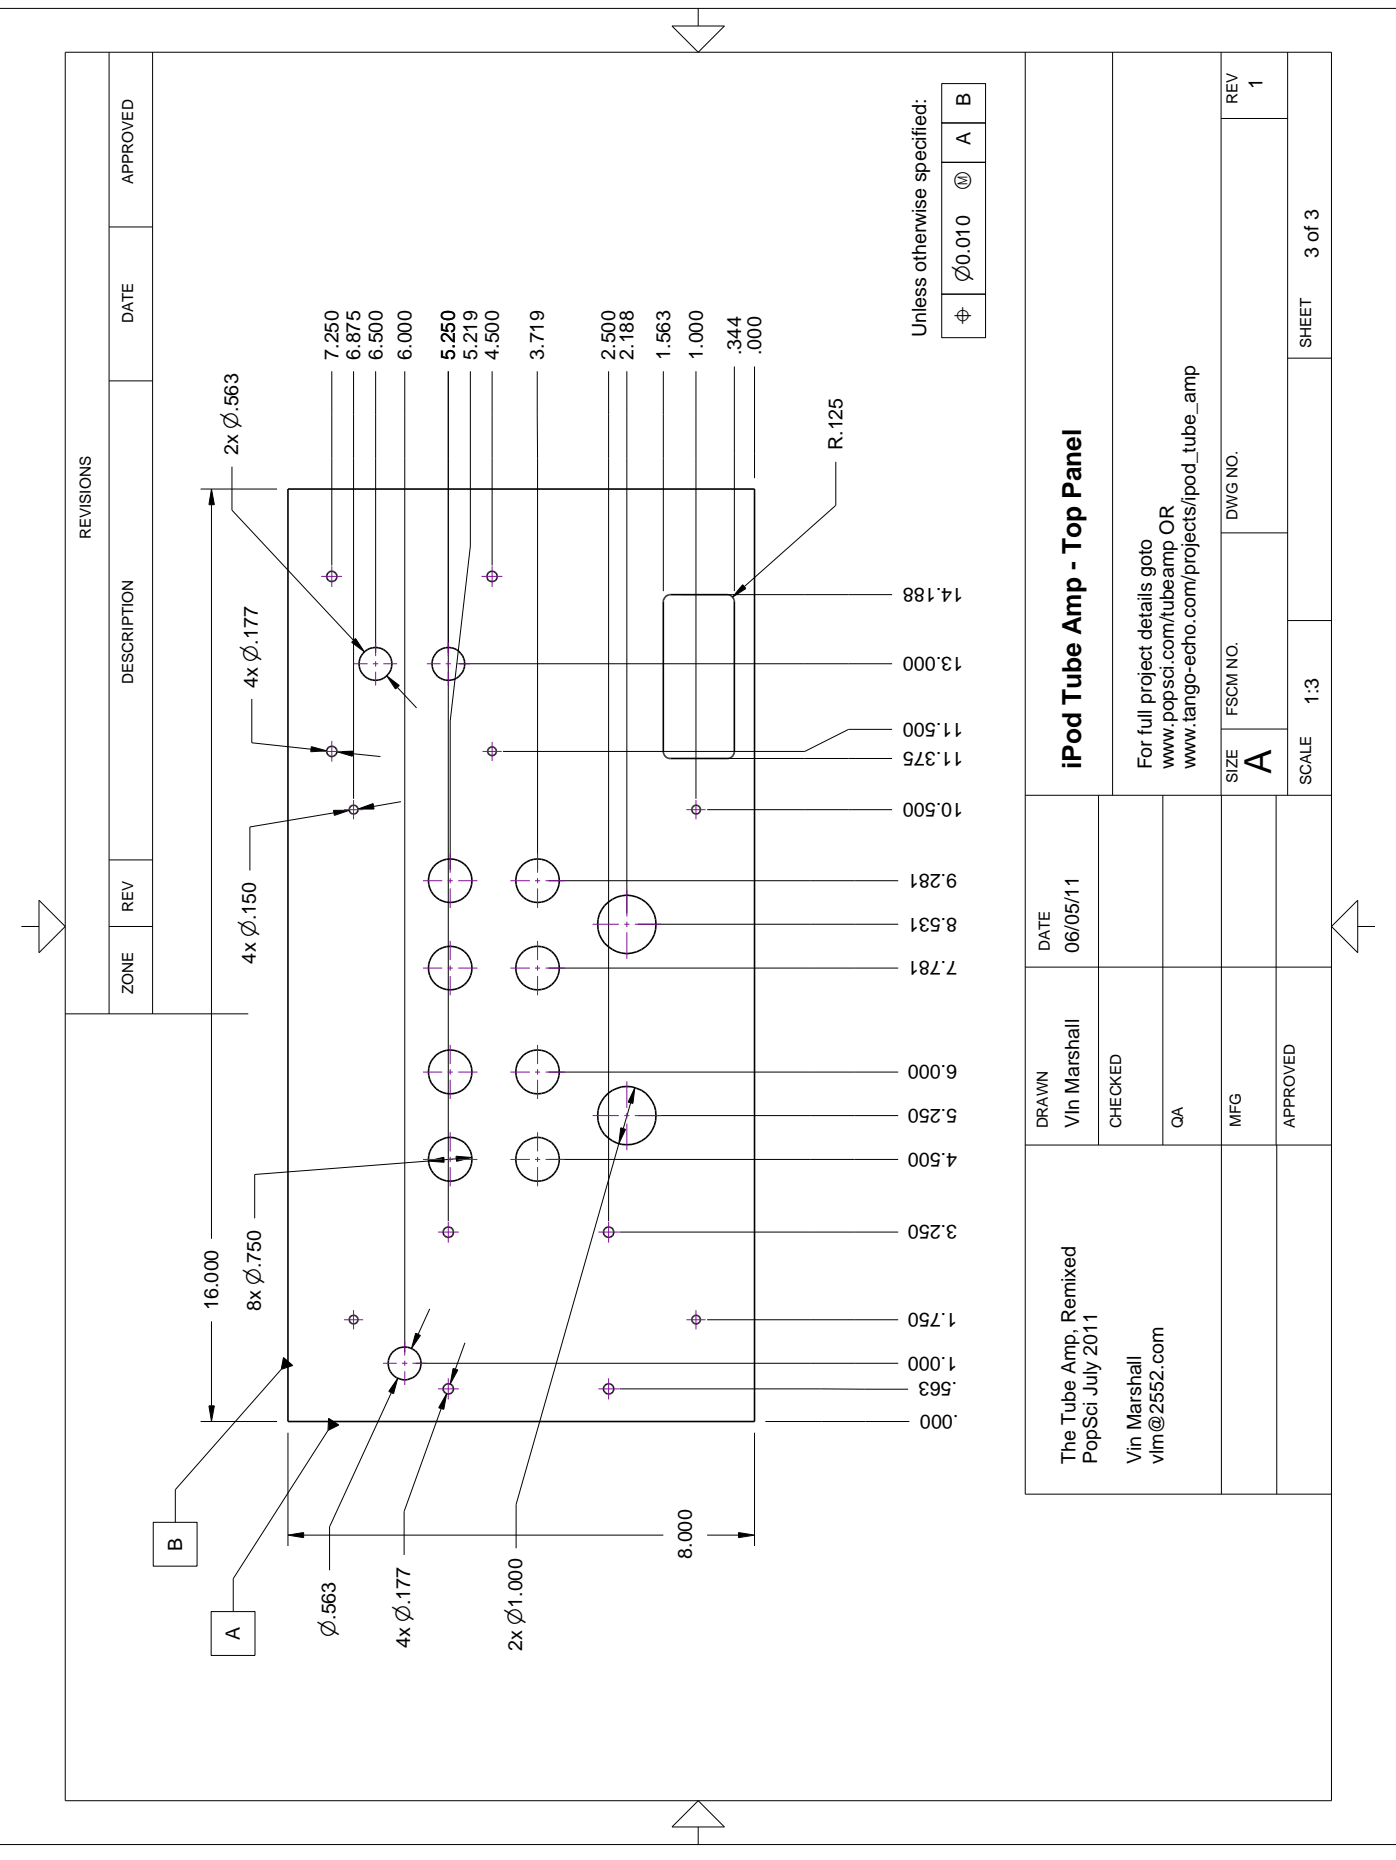 REVISIONS
ZONE REV DESCRIPTION DATE APPROVED
16.000
8x Ø.750
4x Ø.150
4x Ø.177
2x Ø.563
B
A
Ø.563
4x Ø.177
2x Ø1.000
8.000
7.250
6.875
6.500
6.000
5.250
5.219
4.500
3.719
2.500
2.188
1.563
1.000
.344
.000
R.125
.000
.563
1.000
1.750
3.250
4.500
5.250
6.000
7.781
8.531
9.281
10.500
11.375
11.500
13.000
14.188
Unless otherwise specified:
⌖ Ø0.010 Ⓜ A B
The Tube Amp, Remixed
PopSci July 2011
Vin Marshall
vlm@2552.com
DRAWN
VIn Marshall
DATE
06/05/11
CHECKED
QA
MFG
APPROVED
iPod Tube Amp - Top Panel
For full project details goto
www.popsci.com/tubeamp OR
www.tango-echo.com/projects/ipod_tube_amp
SIZE
A
FSCM NO.
DWG NO.
REV
1
SCALE 1:3
SHEET 3 of 3